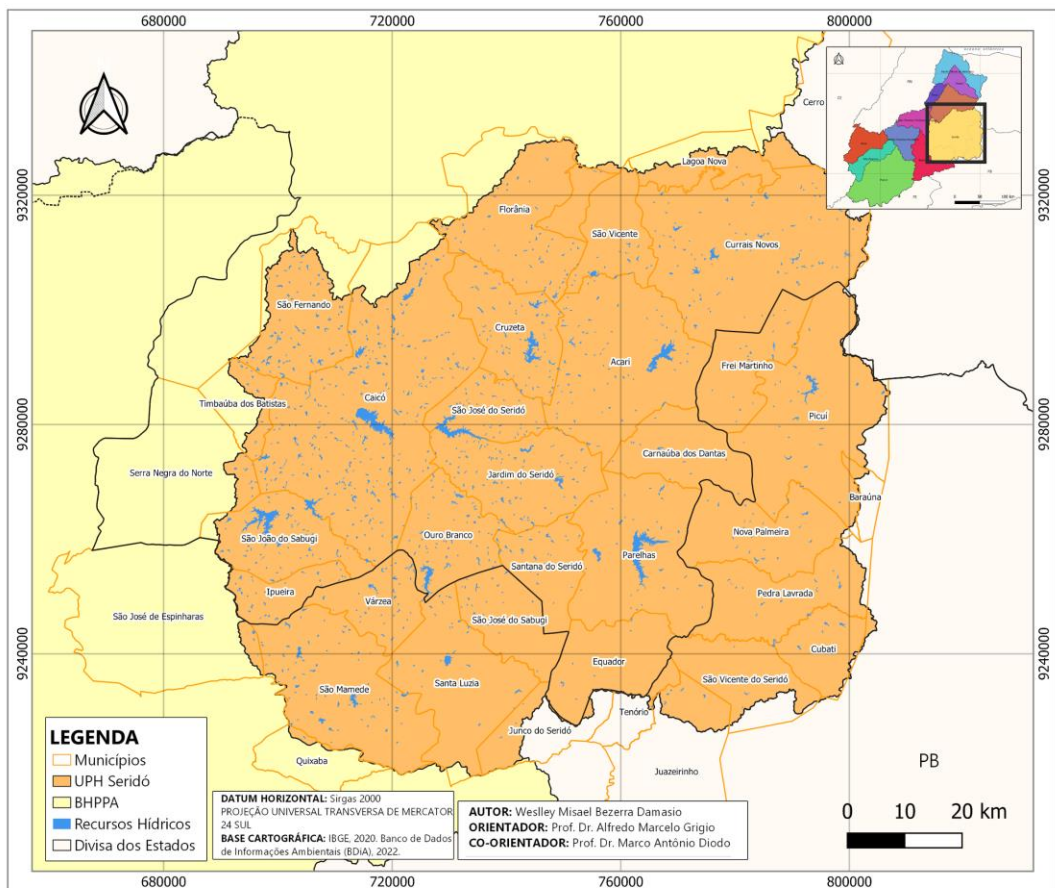 680000
720000
760000
800000
Cerro
Lagoa Nova
9320000
9320000
Florânia
São Vicente
Currais Novos
São Fernando
Cruzeta
Acari
Frei Martinho
Caicó
Timbaúba dos Batistas
São José do Seridó
Picuí
9280000
9280000
Serra Negra do Norte
Jardim do Seridó
Carnaúba dos Dantas
Baraúna
São João do Sabugi
Ouro Branco
Parelhas
Nova Palmeira
Santana do Seridó
Ipueira
Várzea
Pedra Lavrada
São José de Espinharas
São José do Sabugi
9240000
9240000
Cubati
Equador
São Vicente do Seridó
São Mamede
Santa Luzia
Tenório
Junco do Seridó
Quixaba
Juazeirinho
PB
LEGENDA
Municípios
UPH Seridó
BHPPA
Recursos Hídricos
Divisa dos Estados
DATUM HORIZONTAL: Sirgas 2000
PROJEÇÃO UNIVERSAL TRANSVERSA DE MERCATOR
24 SUL
BASE CARTOGRÁFICA: IBGE, 2020. Banco de Dados
de Informações Ambientais (BDiA), 2022.
AUTOR: Weslley Misael Bezerra Damasio
ORIENTADOR: Prof. Dr. Alfredo Marcelo Grigio
CO-ORIENTADOR: Prof. Dr. Marco Antônio Diodo
0 10 20 km
680000
720000
760000
800000